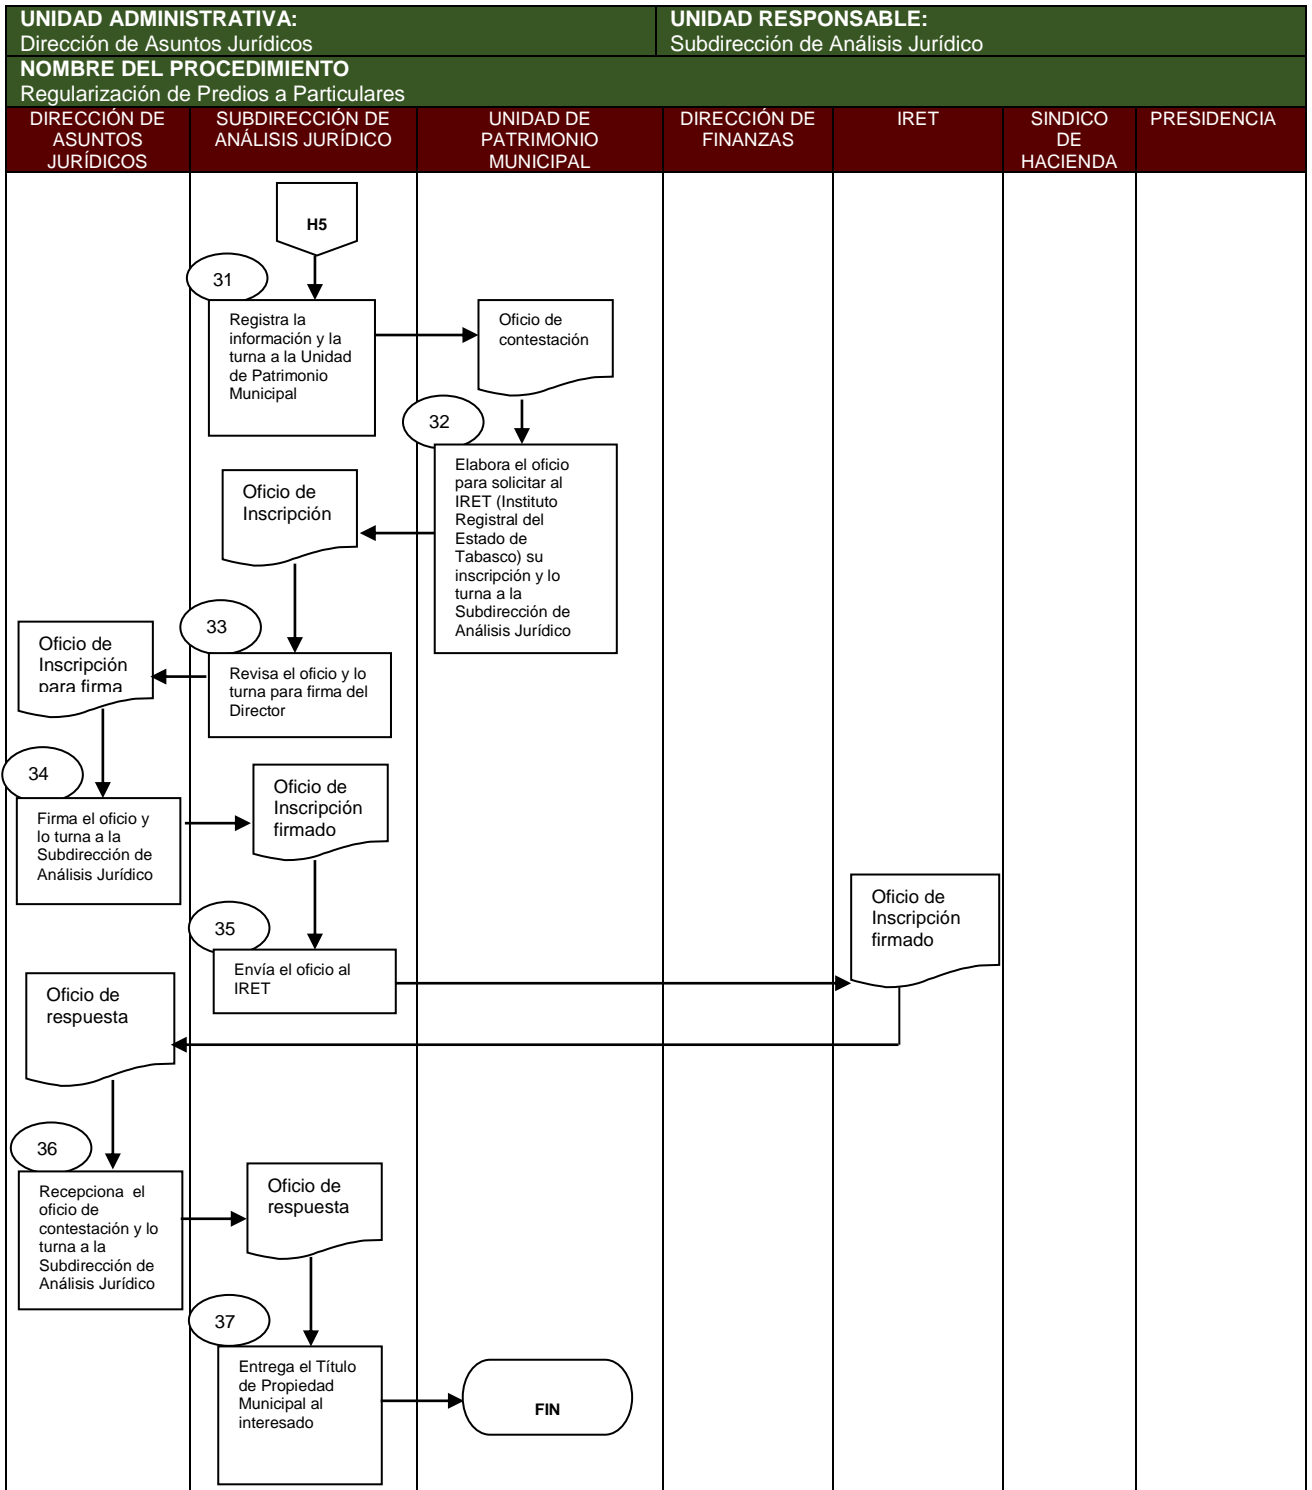 UNIDAD ADMINISTRATIVA:
Dirección de Asuntos Jurídicos
UNIDAD RESPONSABLE:
Subdirección de Análisis Jurídico
NOMBRE DEL PROCEDIMIENTO
Regularización de Predios a Particulares
DIRECCIÓN DE
ASUNTOS
JURÍDICOS
SUBDIRECCIÓN DE
ANÁLISIS JURÍDICO
UNIDAD DE
PATRIMONIO
MUNICIPAL
DIRECCIÓN DE
FINANZAS
IRET
SINDICO
DE
HACIENDA
PRESIDENCIA
H5
31
Registra la
información y la
turna a la Unidad
de Patrimonio
Municipal
Oficio de
contestación
32
Elabora el oficio
para solicitar al
IRET (Instituto
Registral del
Estado de
Tabasco) su
inscripción y lo
turna a la
Subdirección de
Análisis Jurídico
Oficio de
Inscripción
33
Revisa el oficio y lo
turna para firma del
Director
Oficio de
Inscripción
para firma
34
Firma el oficio y
lo turna a la
Subdirección de
Análisis Jurídico
Oficio de
Inscripción
firmado
35
Envía el oficio al
IRET
Oficio de
Inscripción
firmado
Oficio de
respuesta
36
Recepciona  el
oficio de
contestación y lo
turna a la
Subdirección de
Análisis Jurídico
Oficio de
respuesta
37
Entrega el Título
de Propiedad
Municipal al
interesado
FIN